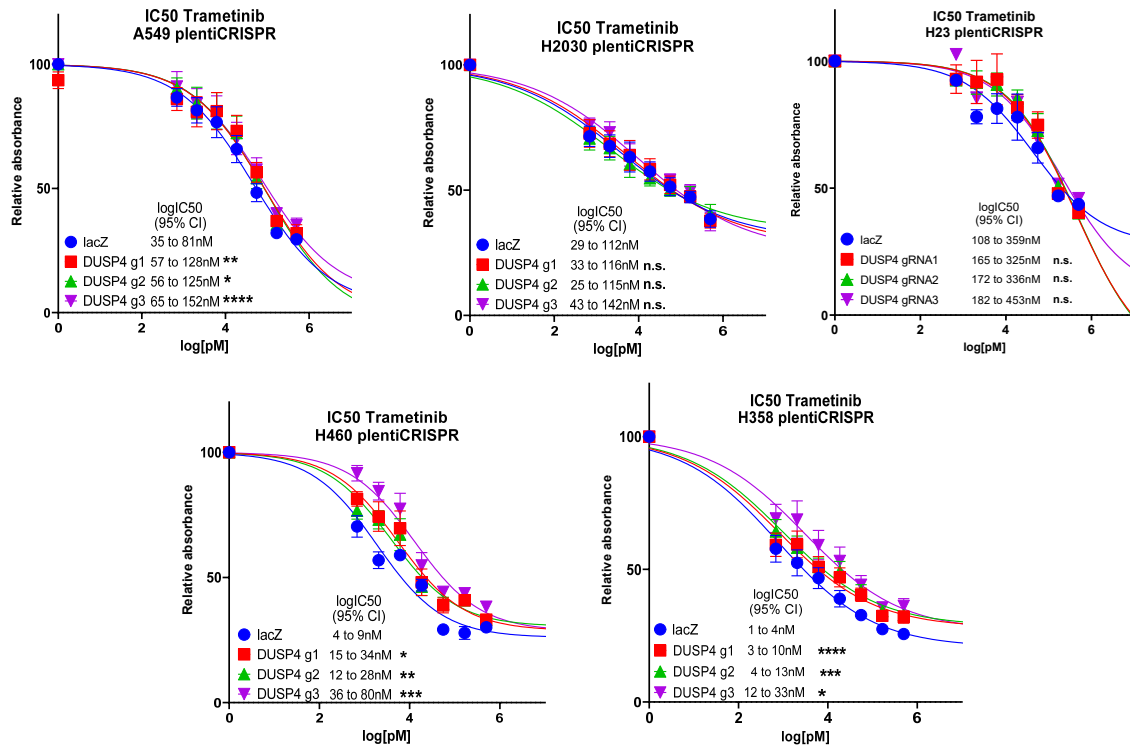 IC50 Trametinib
A549 plentiCRISPR
100
50
0
Relative absorbance
logIC50
(95% CI)
lacZ 35 to 81nM
DUSP4 g1 57 to 128nM **
DUSP4 g2 56 to 125nM *
DUSP4 g3 65 to 152nM ****
0 2 4 6
log[pM]
IC50 Trametinib
H2030 plentiCRISPR
100
50
0
Relative absorbance
logIC50
(95% CI)
lacZ 29 to 112nM
DUSP4 g1 33 to 116nM n.s.
DUSP4 g2 25 to 115nM n.s.
DUSP4 g3 43 to 142nM n.s.
0 2 4 6
log[pM]
IC50 Trametinib
H23 plentiCRISPR
100
50
0
Relative absorbance
logIC50
(95% CI)
lacZ 108 to 359nM
DUSP4 gRNA1 165 to 325nM n.s.
DUSP4 gRNA2 172 to 336nM n.s.
DUSP4 gRNA3 182 to 453nM n.s.
0 2 4 6
log[pM]
IC50 Trametinib
H460 plentiCRISPR
100
50
0
Relative absorbance
logIC50
(95% CI)
lacZ 4 to 9nM
DUSP4 g1 15 to 34nM *
DUSP4 g2 12 to 28nM **
DUSP4 g3 36 to 80nM ***
0 2 4 6
log[pM]
IC50 Trametinib
H358 plentiCRISPR
100
50
0
Relative absorbance
logIC50
(95% CI)
lacZ 1 to 4nM
DUSP4 g1 3 to 10nM ****
DUSP4 g2 4 to 13nM ***
DUSP4 g3 12 to 33nM *
0 2 4 6
log[pM]